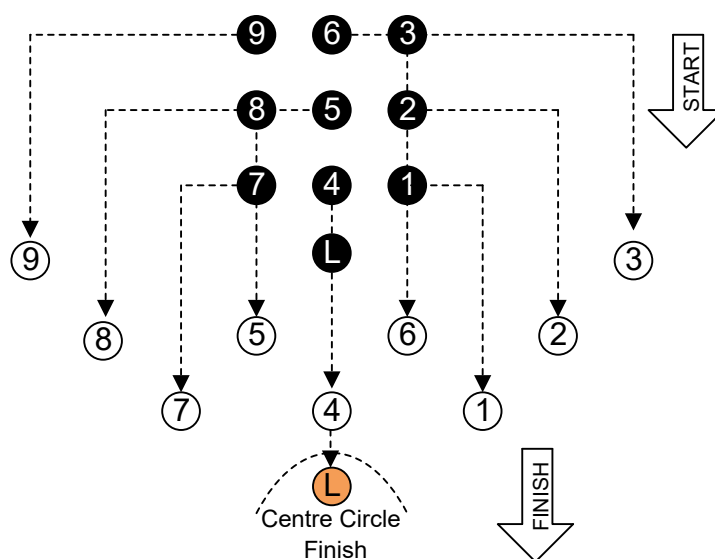 9 6 3
8 5 2
START
7 4 1
L
9 3
8 5 6 2
7 4 1
L
Centre Circle
Finish
FINISH